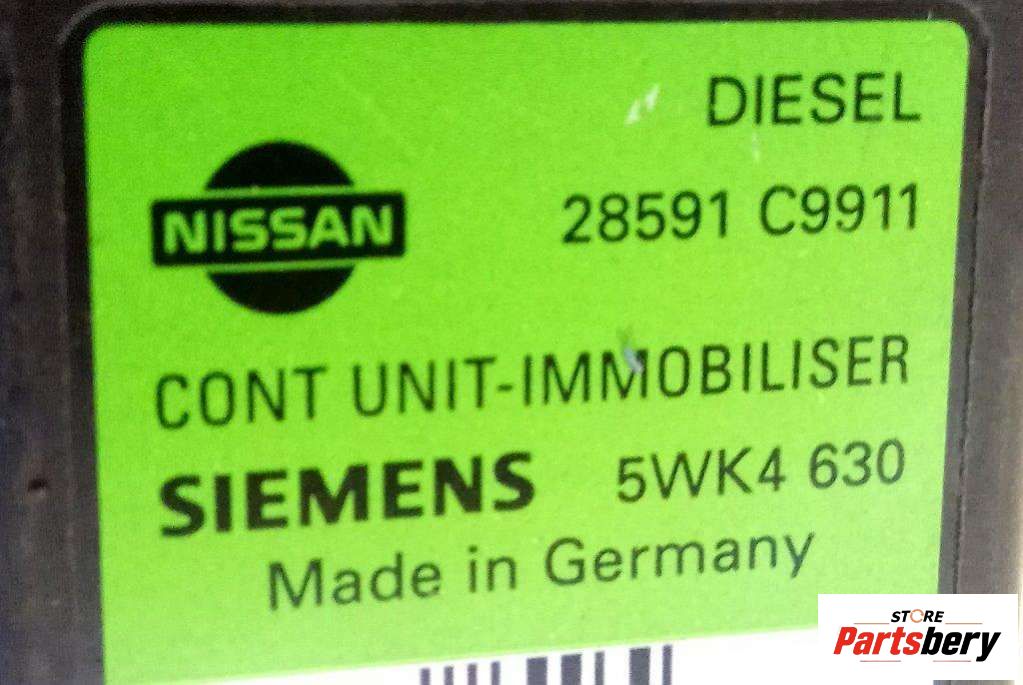 DIESEL
NISSAN
28591 C9911
CONT UNIT-IMMOBILISER
SIEMENS 5WK4 630
Made in Germany
STORE
Partsbery